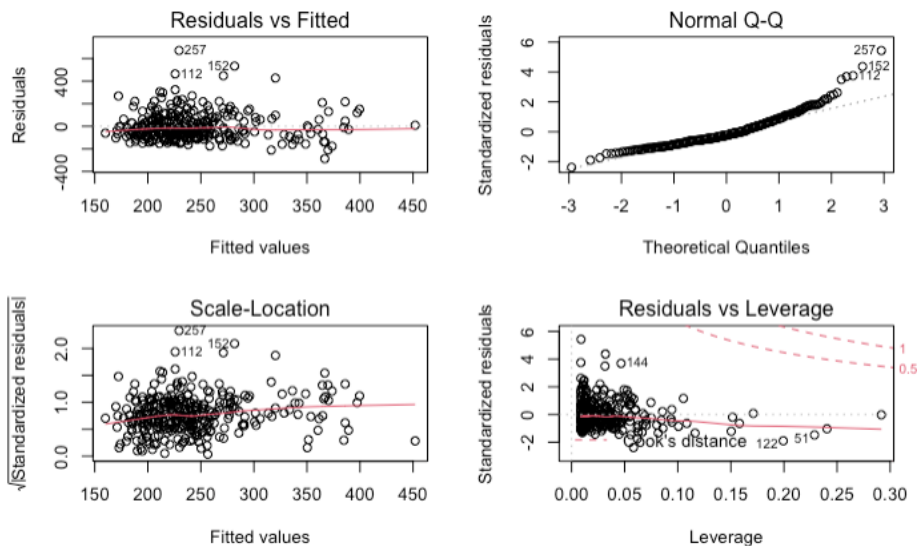 Residuals vs Fitted
Residuals
-400 0 400
257
152
112
150 200 250 300 350 400 450
Fitted values
Normal Q-Q
Standardized residuals
-2 0 2 4 6
257
152
112
-3 -2 -1 0 1 2 3
Theoretical Quantiles
Scale-Location
√|Standardized residuals|
0.0 1.0 2.0
257
152
112
150 200 250 300 350 400 450
Fitted values
Residuals vs Leverage
Standardized residuals
-2 0 2 4 6
144
1
0.5
122
51
ook's distance
0.00 0.05 0.10 0.15 0.20 0.25 0.30
Leverage